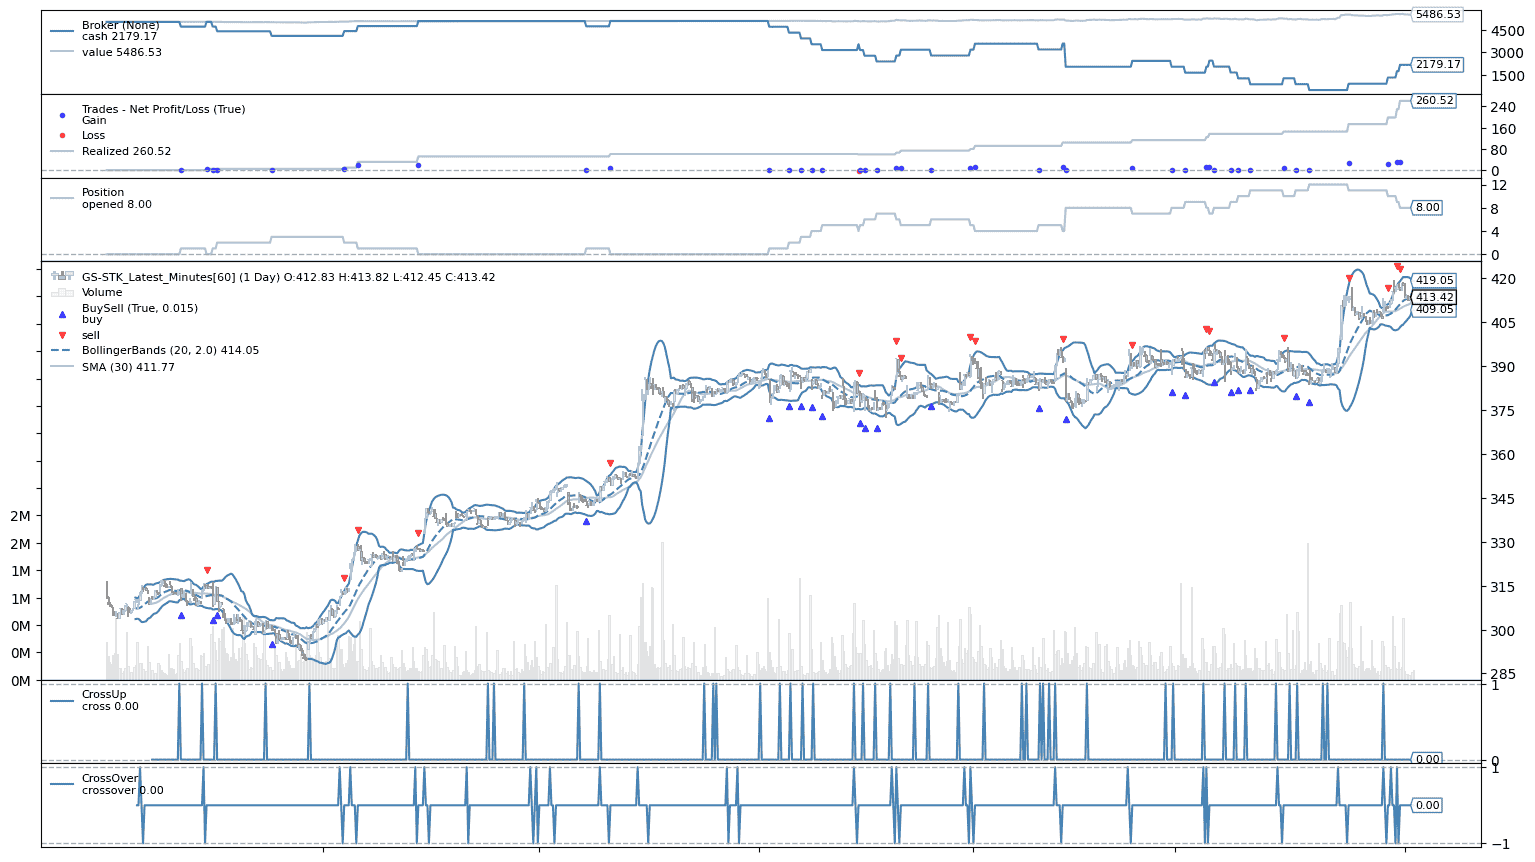 Broker (None)
cash 2179.17
value 5486.53
5486.53
4500
3000
2179.17
1500
Trades - Net Profit/Loss (True)
Gain
Loss
Realized 260.52
260.52
240
160
80
0
Position
opened 8.00
12
8.00
8
4
0
GS-STK_Latest_Minutes[60] (1 Day) O:412.83 H:413.82 L:412.45 C:413.42
Volume
BuySell (True, 0.015)
buy
sell
BollingerBands (20, 2.0) 414.05
SMA (30) 411.77
420
419.05
413.42
409.05
405
390
375
360
345
330
315
300
285
2M
2M
1M
1M
0M
0M
0M
CrossUp
cross 0.00
1
0.00
0
CrossOver
crossover 0.00
1
0.00
−1